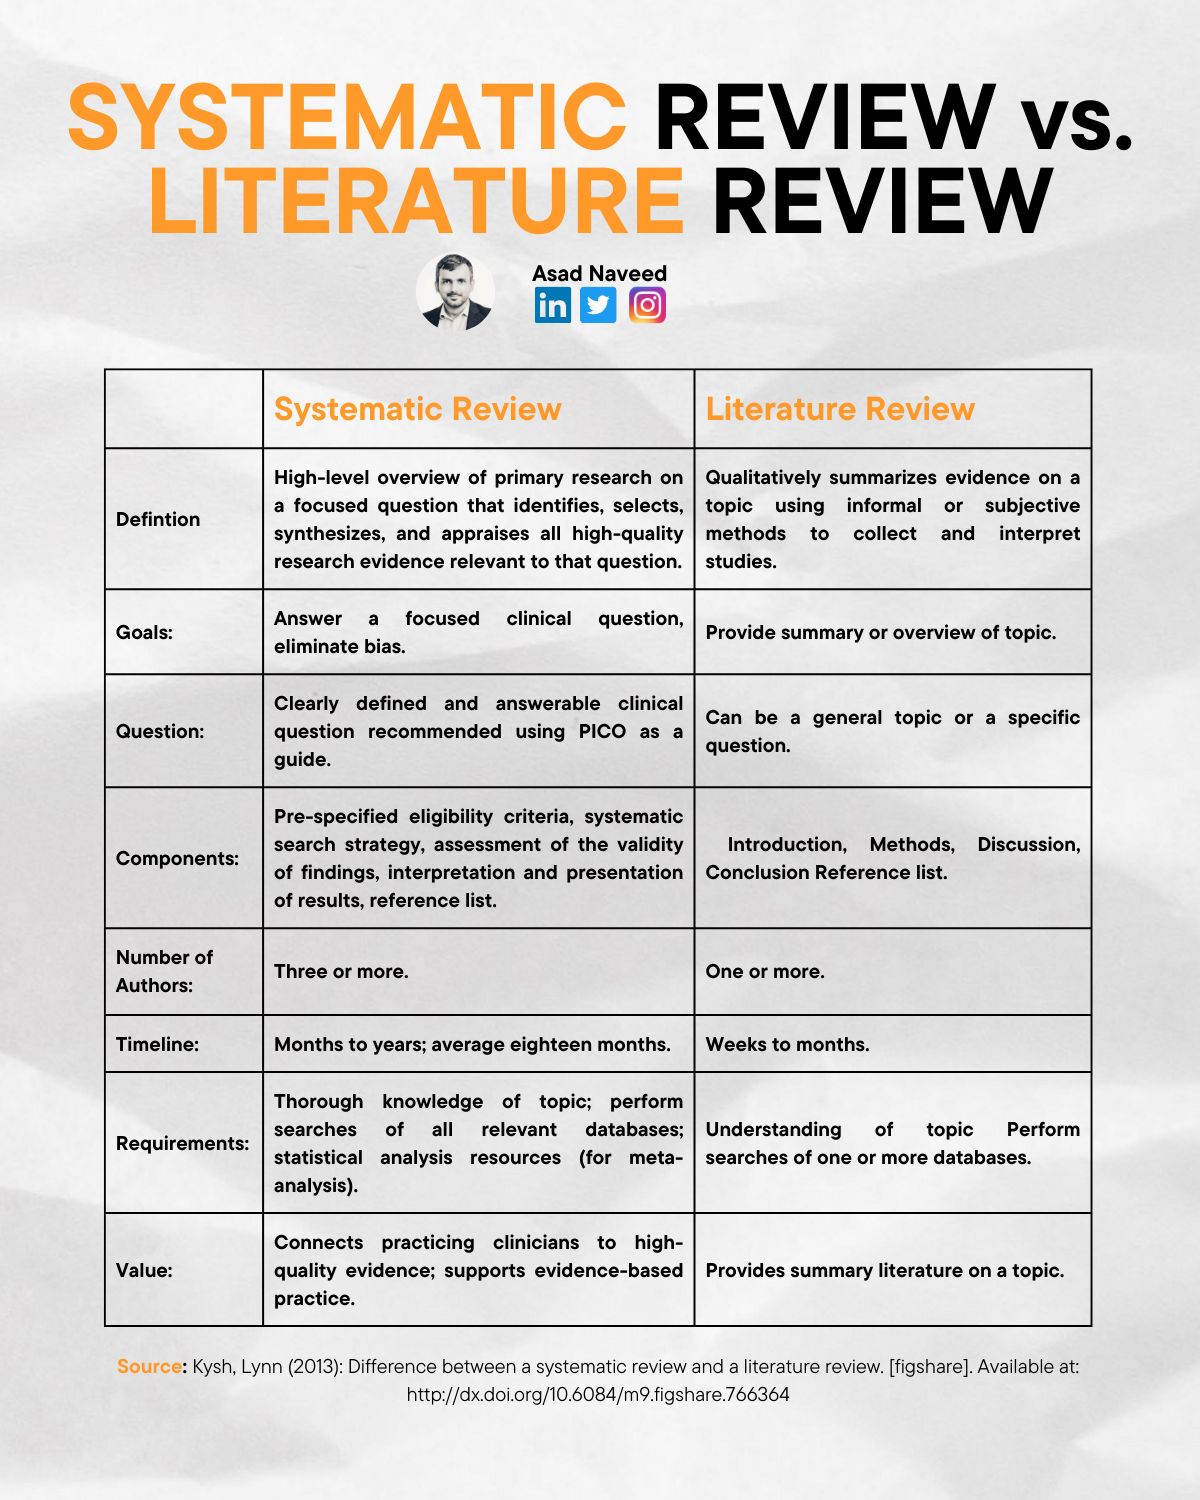 SYSTEMATIC REVIEW vs.
LITERATURE REVIEW
Asad Naveed
in
Systematic Review
Literature Review
Defintion
High-level overview of primary research on
a focused question that identifies, selects,
synthesizes, and appraises all high-quality
research evidence relevant to that question.
Qualitatively summarizes evidence on a
topic using informal or subjective
methods to collect and interpret
studies.
Goals:
Answer a focused clinical question,
eliminate bias.
Provide summary or overview of topic.
Question:
Clearly defined and answerable clinical
question recommended using PICO as a
guide.
Can be a general topic or a specific
question.
Components:
Pre-specified eligibility criteria, systematic
search strategy, assessment of the validity
of findings, interpretation and presentation
of results, reference list.
Introduction, Methods, Discussion,
Conclusion Reference list.
Number of
Authors:
Three or more.
One or more.
Timeline:
Months to years; average eighteen months.
Weeks to months.
Requirements:
Thorough knowledge of topic; perform
searches of all relevant databases;
statistical analysis resources (for meta-
analysis).
Understanding of topic Perform
searches of one or more databases.
Value:
Connects practicing clinicians to high-
quality evidence; supports evidence-based
practice.
Provides summary literature on a topic.
Source: Kysh, Lynn (2013): Difference between a systematic review and a literature review. [figshare]. Available at:
http://dx.doi.org/10.6084/m9.figshare.766364